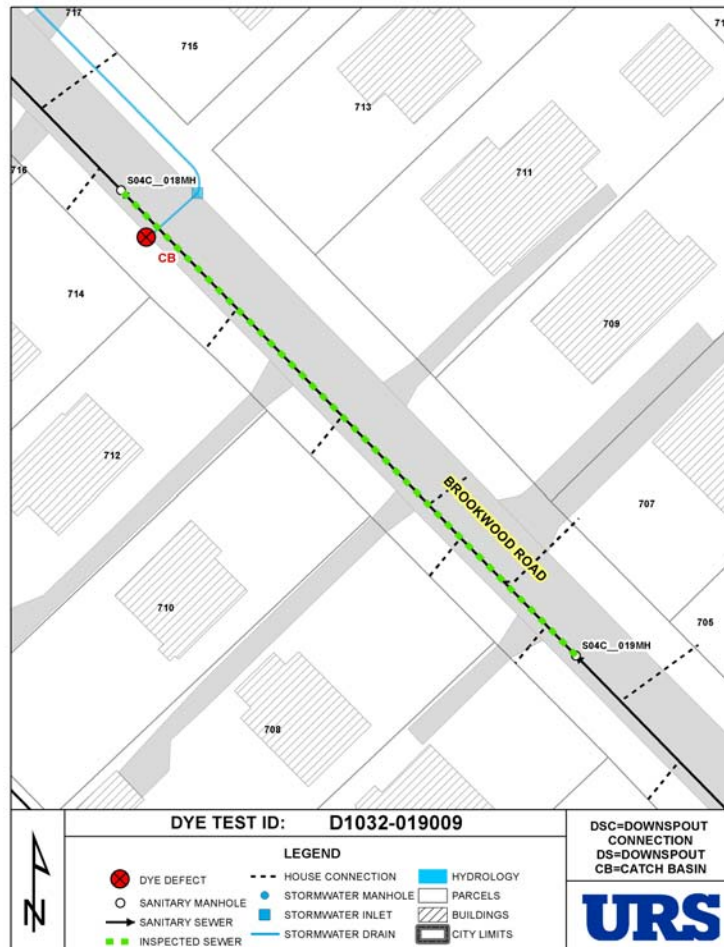 717
715
71
713
S04C__018MH
716
711
CB
714
709
712
BROOKWOOD ROAD
707
710
S04C__019MH
705
708
DYE TEST ID: D1032-019009
LEGEND
DYE DEFECT
SANITARY MANHOLE
SANITARY SEWER
INSPECTED SEWER
HOUSE CONNECTION
STORMWATER MANHOLE
STORMWATER INLET
STORMWATER DRAIN
HYDROLOGY
PARCELS
BUILDINGS
CITY LIMITS
DSC=DOWNSPOUT
CONNECTION
DS=DOWNSPOUT
CB=CATCH BASIN
N
URS